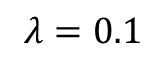 λ = 0.1